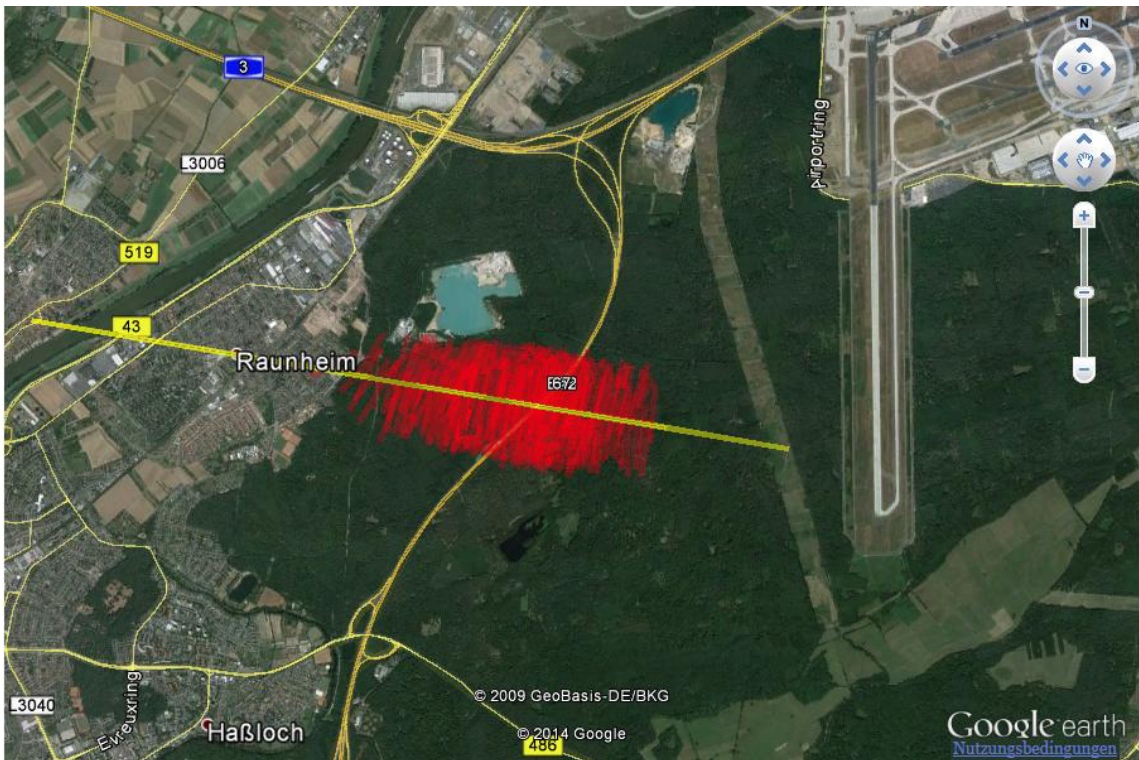 N
3
L3006
Airportring
519
43
Raunheim
© 2009 GeoBasis-DE/BKG
L3040
Evreuxring
Haßloch
© 2014 Google
486
Google earth
Nutzungsbedingungen